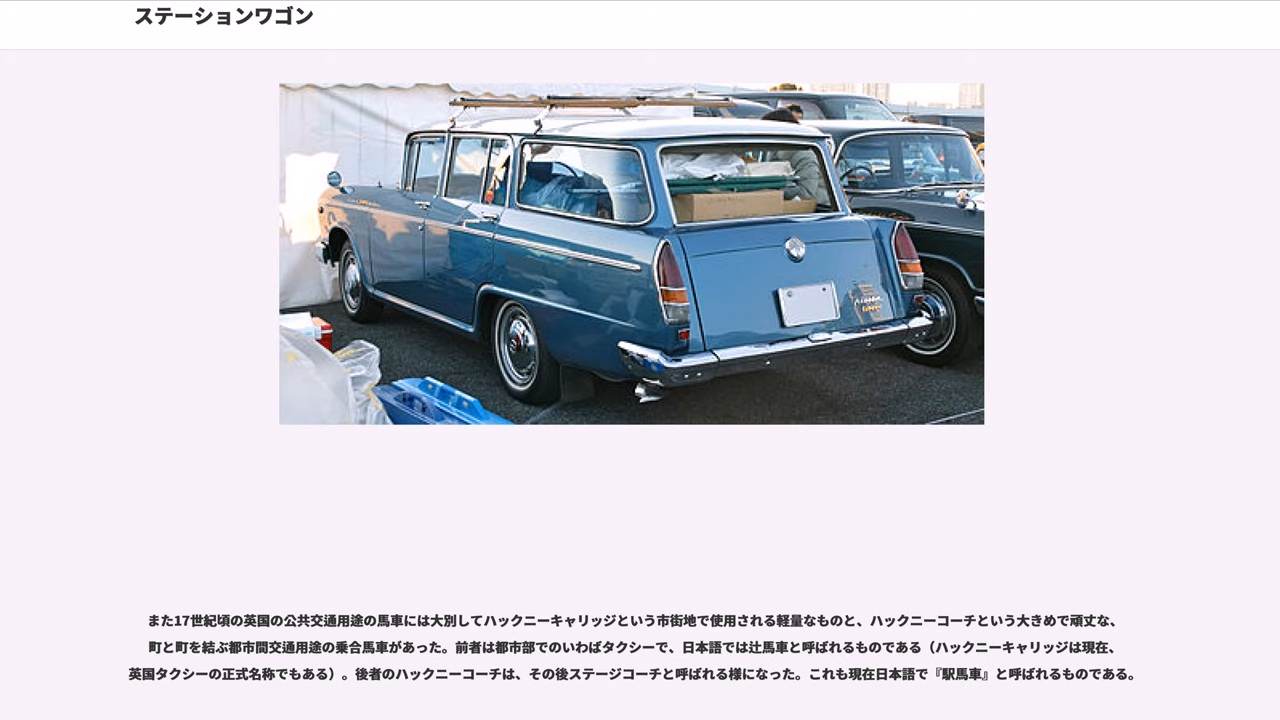 ステーションワゴン
また17世紀頃の英国の公共交通用途の馬車には大別してハックニーキャリッジという市街地で使用される軽量なものと、ハックニーコーチという大きめで頑丈な、
町と町を結ぶ都市間交通用途の乗合馬車があった。前者は都市部でのいわばタクシーで、日本語では辻馬車と呼ばれるものである（ハックニーキャリッジは現在、
英国タクシーの正式名称でもある）。後者のハックニーコーチは、その後ステージコーチと呼ばれる様になった。これも現在日本語で『駅馬車』と呼ばれるものである。